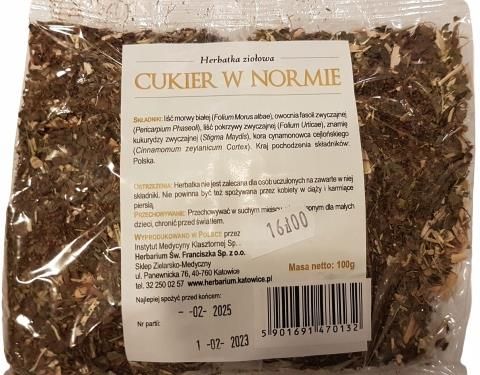 Herbatka ziołowa
CUKIER W NORMIE
SKŁADNIKI: liść morwy białej (Folium Morus albae), owocnia fasoli zwyczajnej
(Pericarpium Phaseoli), liść pokrzywy zwyczajnej (Folium Urticae), znamię
kukurydzy zwyczajnej (Stigma Maydis), kora cynamonowca cejlońskiego
(Cinnamomum zeylanicum Cortex). Kraj pochodzenia składników:
Polska.
OSTRZEŻENIA: Herbatka nie jest zalecana dla osób uczulonych na zawarte w niej
składniki. Nie powinna być też spożywana przez kobiety w ciąży i karmiące
piersią.
PRZECHOWYWANIE: Przechowywać w suchym miejscu dla małych
dzieci, chronić przed światłem.
16,00
WYPRODUKOWANO W POLSCE przez
Instytut Medycyny Klasztornej Sp.
Herbarium Św. Franciszka Sp. z o.o.
Sklep Zielarsko-Medyczny
ul. Panewnicka 76, 40-760 Katowice
tel. 32 250 02 57 www.herbarium.katowice.pl
Masa netto: 100g
Najlepiej spożyć przed końcem:
- -02- 2025
Nr partii:
1 -02- 2023
5 901691 470132